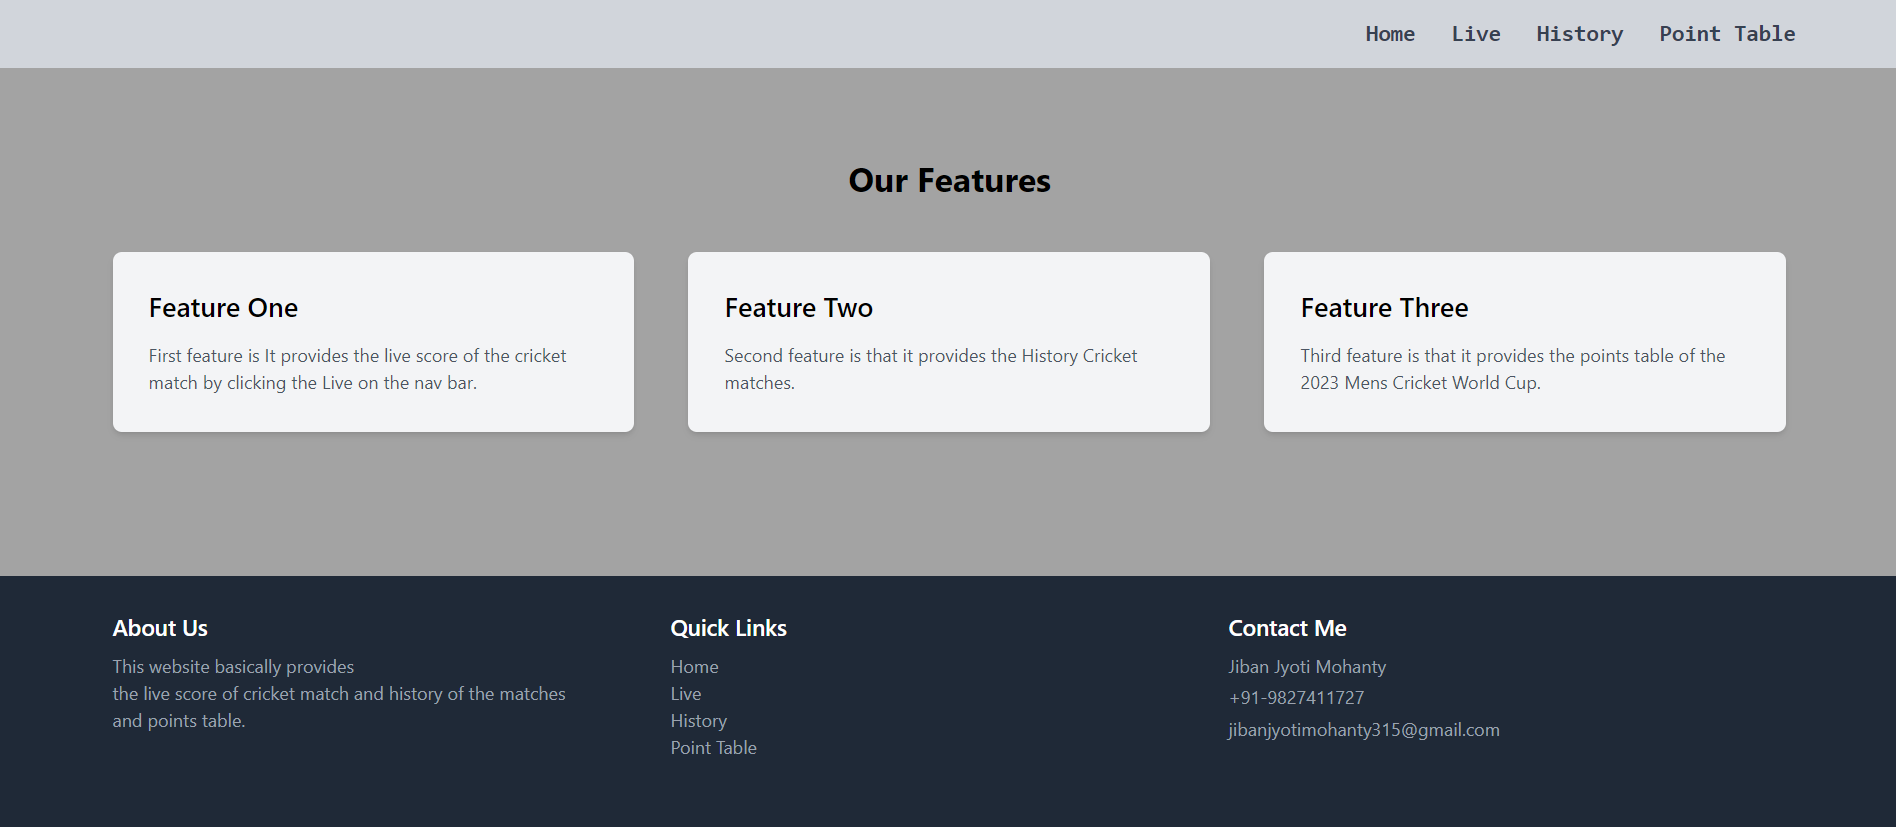 Home Live History Point Table
Our Features
Feature One
First feature is It provides the live score of the cricket
match by clicking the Live on the nav bar.
Feature Two
Second feature is that it provides the History Cricket
matches.
Feature Three
Third feature is that it provides the points table of the
2023 Mens Cricket World Cup.
About Us
This website basically provides
the live score of cricket match and history of the matches
and points table.
Quick Links
Home
Live
History
Point Table
Contact Me
Jiban Jyoti Mohanty
+91-9827411727
jibanjyotimohanty315@gmail.com